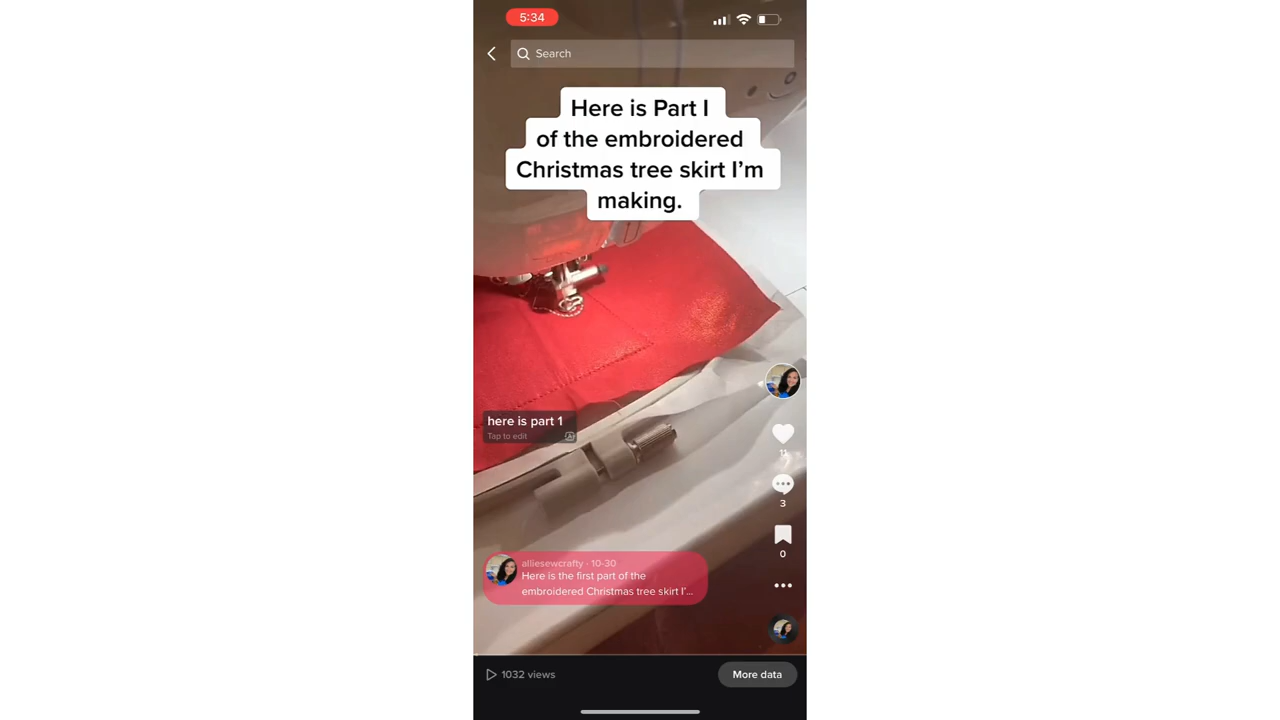 5:34
Search
Here is Part I
of the embroidered
Christmas tree skirt I’m
making.
here is part 1
Tap to edit
11
3
0
alliesewcrafty · 10-30
Here is the first part of the
embroidered Christmas tree skirt I’...
1032 views
More data